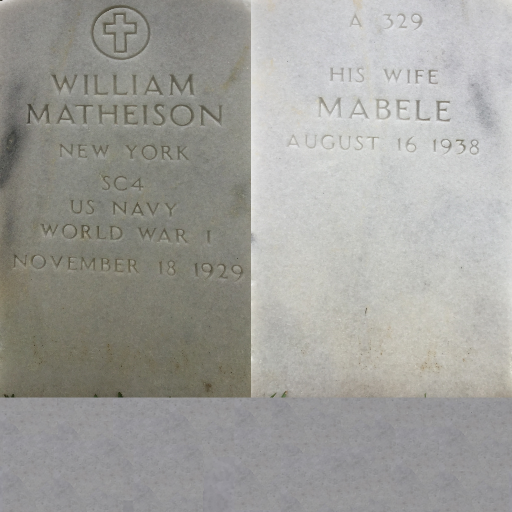 WILLIAM
MATHEISON
NEW YORK
SC4
US NAVY
WORLD WAR I
NOVEMBER 18 1929
A 329
HIS WIFE
MABELE
AUGUST 16 1938